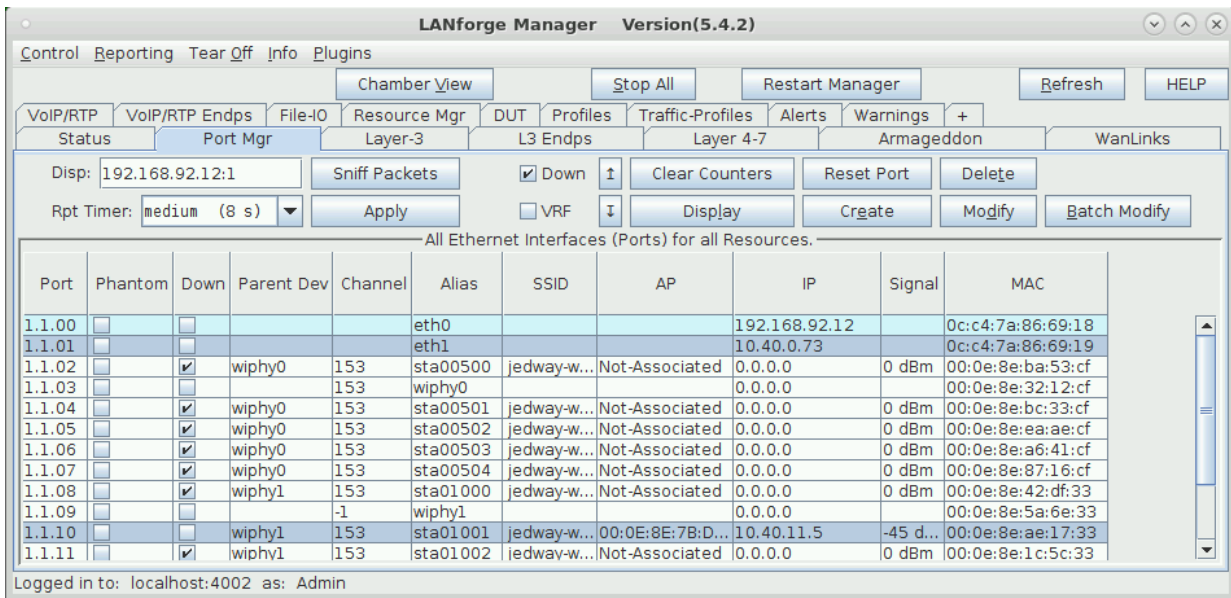 LANforge Manager Version(5.4.2)
Control Reporting Tear Off Info Plugins
Chamber View Stop All Restart Manager Refresh HELP
VoIP/RTP VoIP/RTP Endps File-IO Resource Mgr DUT Profiles Traffic-Profiles Alerts Warnings +
Status Port Mgr Layer-3 L3 Endps Layer 4-7 Armageddon WanLinks
Disp: 192.168.92.12:1 Sniff Packets Down Clear Counters Reset Port Delete
Rpt Timer: medium (8 s) Apply VRF Display Create Modify Batch Modify
All Ethernet Interfaces (Ports) for all Resources.
Port Phantom Down Parent Dev Channel Alias SSID AP IP Signal MAC
1.1.00 eth0 192.168.92.12 0c:c4:7a:86:69:18
1.1.01 eth1 10.40.0.73 0c:c4:7a:86:69:19
1.1.02 wiphy0 153 sta00500 jedway-w... Not-Associated 0.0.0.0 0 dBm 00:0e:8e:ba:53:cf
1.1.03 153 wiphy0 0.0.0.0 00:0e:8e:32:12:cf
1.1.04 wiphy0 153 sta00501 jedway-w... Not-Associated 0.0.0.0 0 dBm 00:0e:8e:bc:33:cf
1.1.05 wiphy0 153 sta00502 jedway-w... Not-Associated 0.0.0.0 0 dBm 00:0e:8e:ea:ae:cf
1.1.06 wiphy0 153 sta00503 jedway-w... Not-Associated 0.0.0.0 0 dBm 00:0e:8e:a6:41:cf
1.1.07 wiphy0 153 sta00504 jedway-w... Not-Associated 0.0.0.0 0 dBm 00:0e:8e:87:16:cf
1.1.08 wiphy1 153 sta01000 jedway-w... Not-Associated 0.0.0.0 0 dBm 00:0e:8e:42:df:33
1.1.09 -1 wiphy1 0.0.0.0 00:0e:8e:5a:6e:33
1.1.10 wiphy1 153 sta01001 jedway-w... 00:0E:8E:7B:D... 10.40.11.5 -45 d... 00:0e:8e:ae:17:33
1.1.11 wiphy1 153 sta01002 jedway-w... Not-Associated 0.0.0.0 0 dBm 00:0e:8e:1c:5c:33
Logged in to: localhost:4002 as: Admin